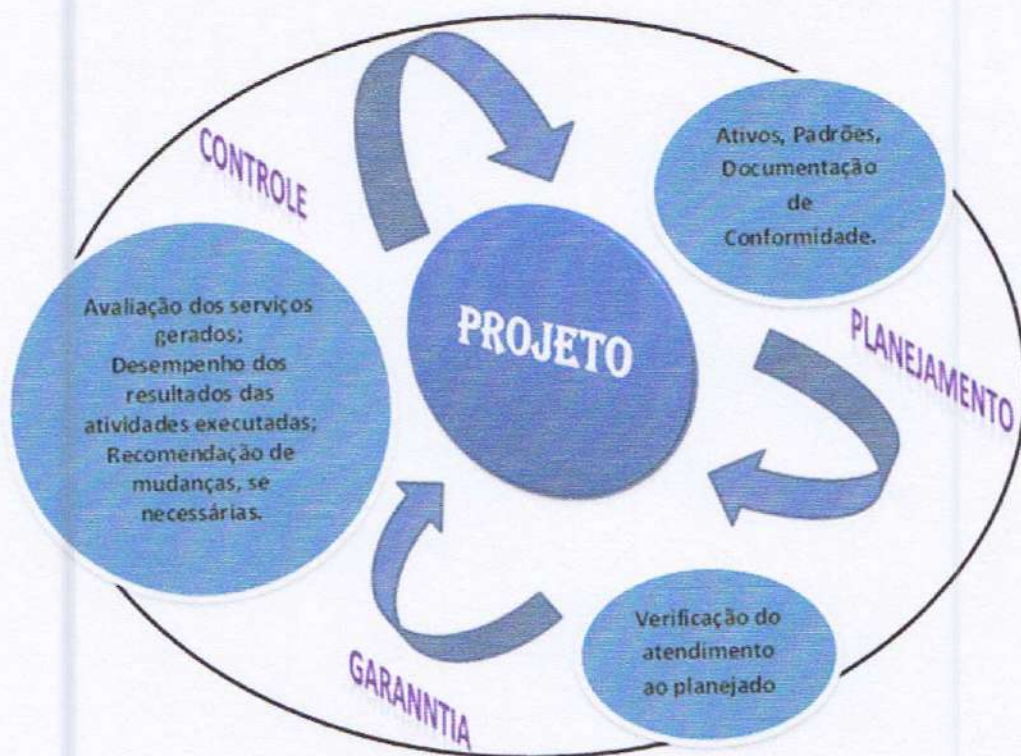 CONTROLE
Ativos, Padrões,
Documentação
de
Conformidade.
PROJETO
PLANEJAMENTO
Avaliação dos serviços
gerados;
Desempenho dos
resultados das
atividades executadas;
Recomendação de
mudanças, se
necessárias.
Verificação do
atendimento
ao planejado
GARANNTIA